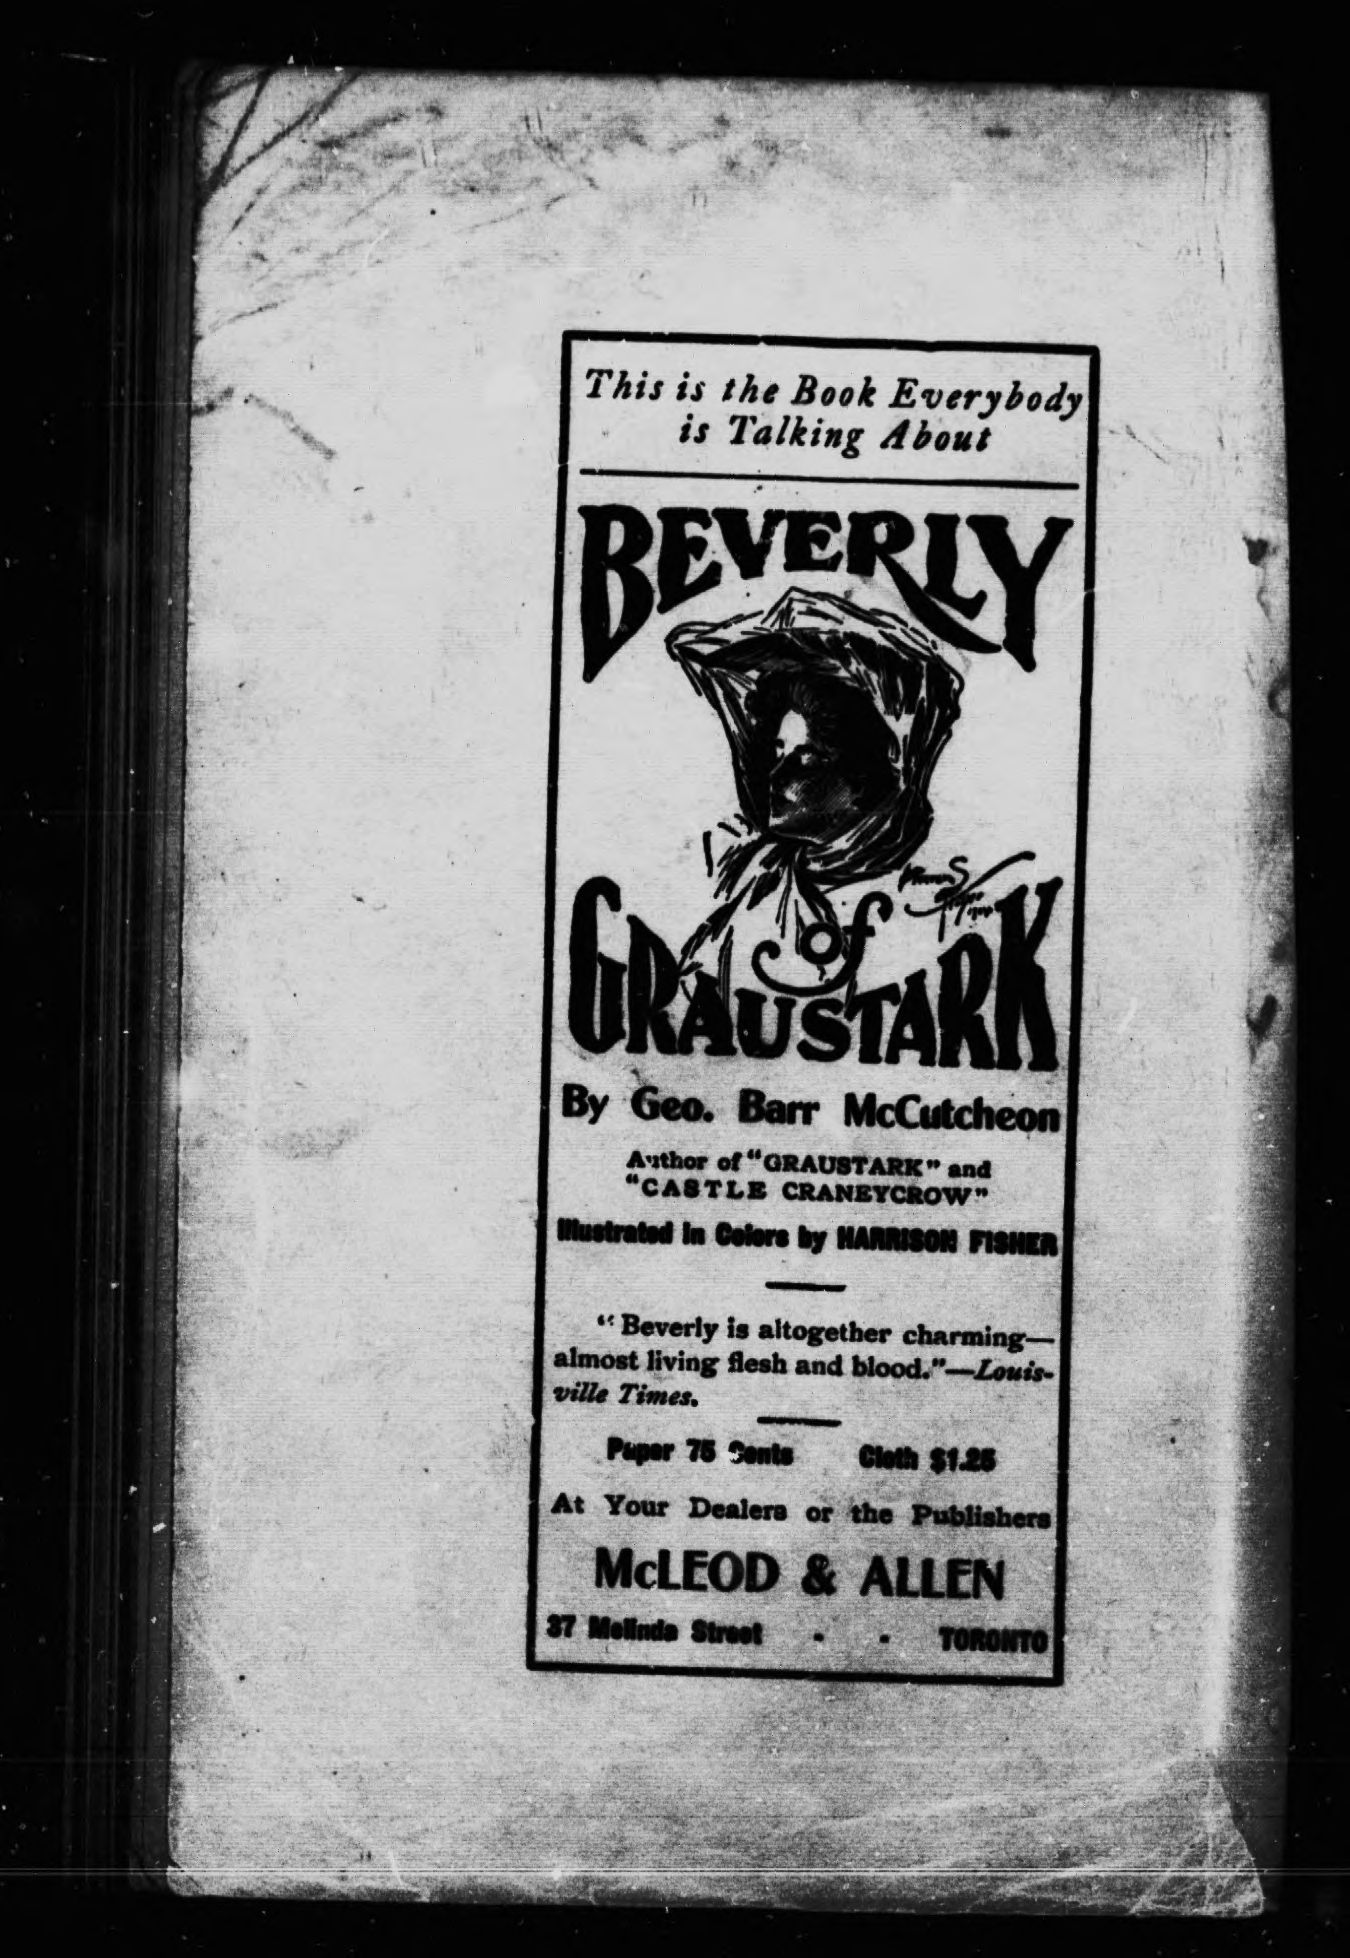 This is the Book Everybody
is Talking About
BEVERLY
of
GRAUSTARK
By Geo. Barr McCutcheon
Author of "GRAUSTARK" and
"CASTLE CRANEYCROW"
Illustrated in Colors by HARRISON FISHER
"Beverly is altogether charming—
almost living flesh and blood."—Louis-
ville Times.
Paper 75 Cents Cloth $1.25
At Your Dealers or the Publishers
McLEOD & ALLEN
37 Melinda Street - - TORONTO